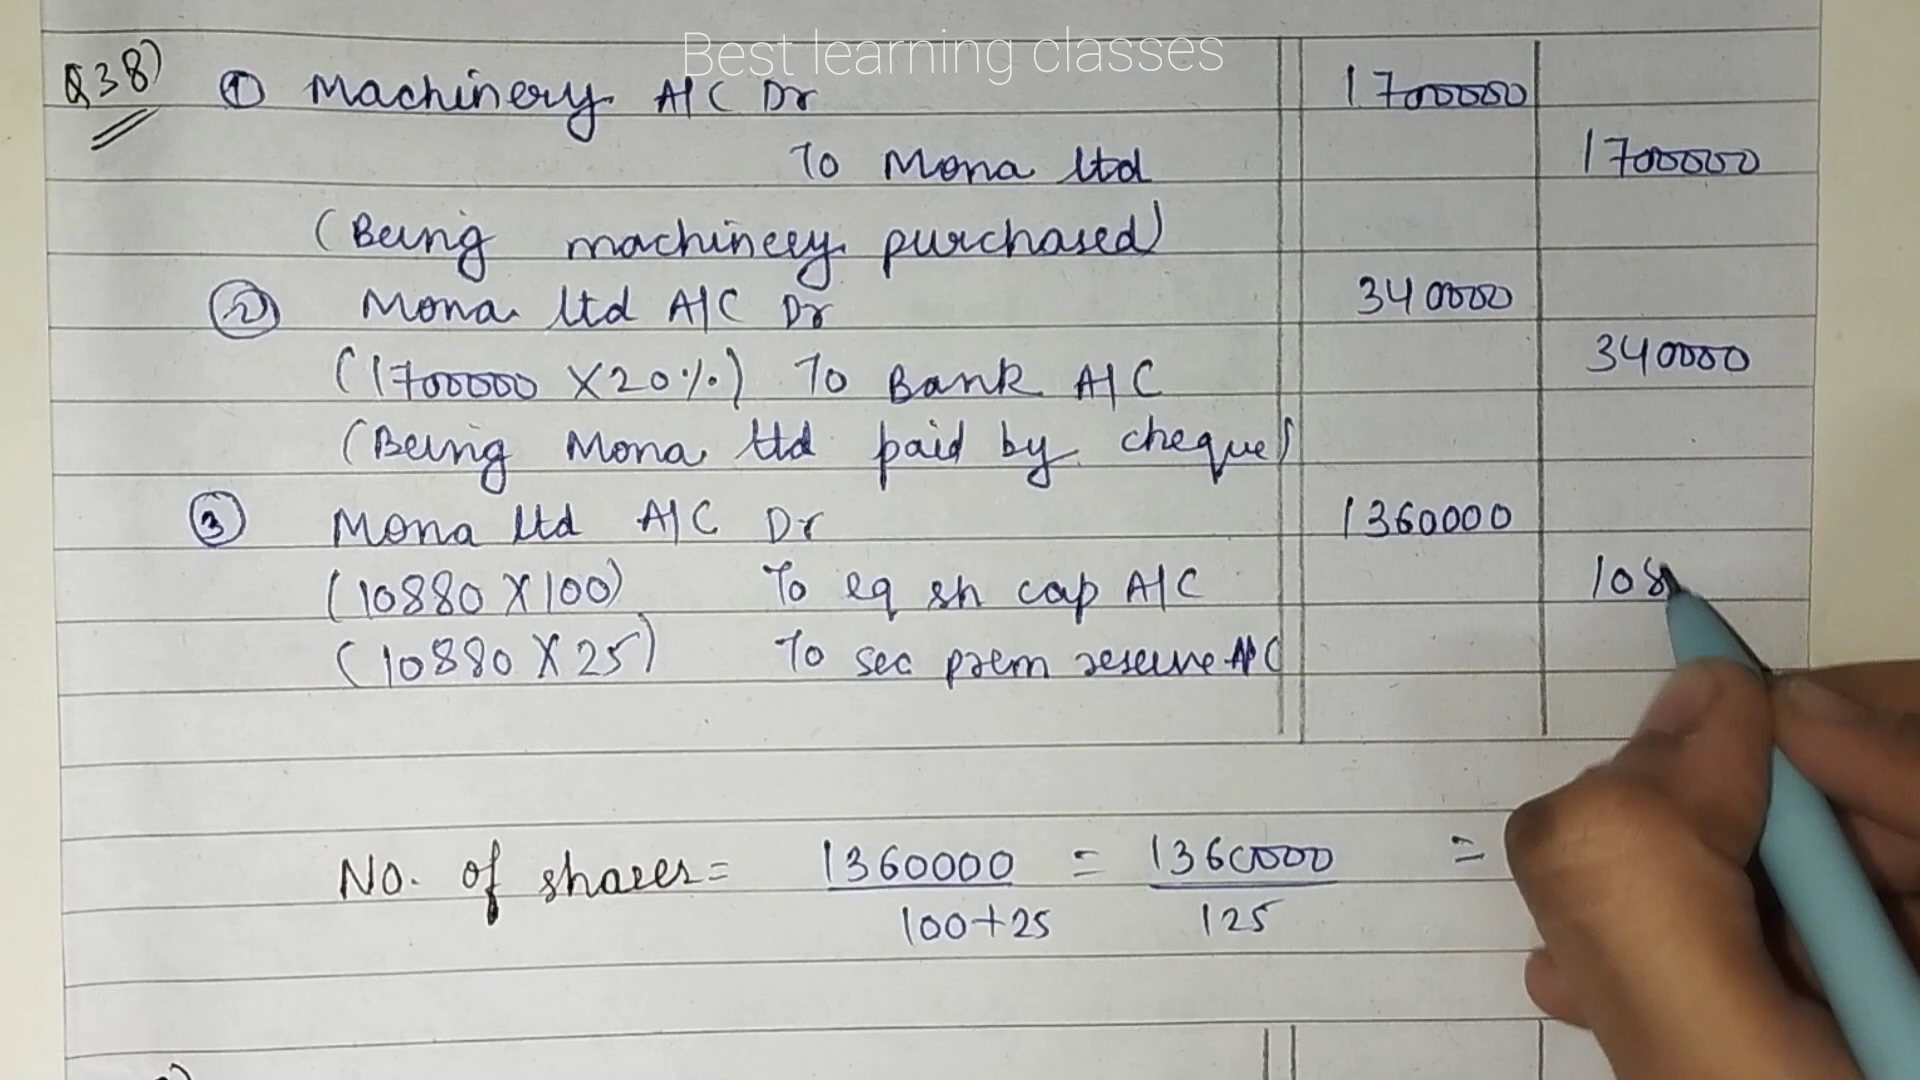 Best learning classes
Q38) ① Machinery A/C Dr 1700000
To Mona ltd 1700000
(Being machinery purchased)
② Mona ltd A/C Dr 340000
(1700000 X 20%) To Bank A/C 340000
(Being Mona ltd paid by cheque)
③ Mona ltd A/C Dr 1360000
(10880 X 100) To eq sh cap A/C 108
(10880 X 25) To sec prem reserve A/C
No. of shares = 1360000 = 1360000 =
100+25 125